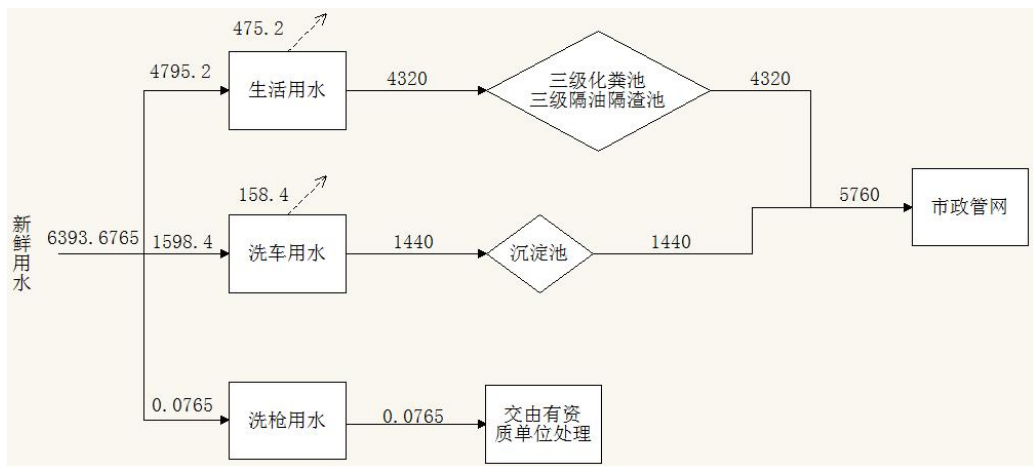 475.2
4795.2
生活用水
4320
三级化粪池
三级隔油隔渣池
4320
158.4
新鲜用水
6393.6765
1598.4
洗车用水
1440
沉淀池
1440
5760
市政管网
0.0765
洗枪用水
0.0765
交由有资
质单位处理